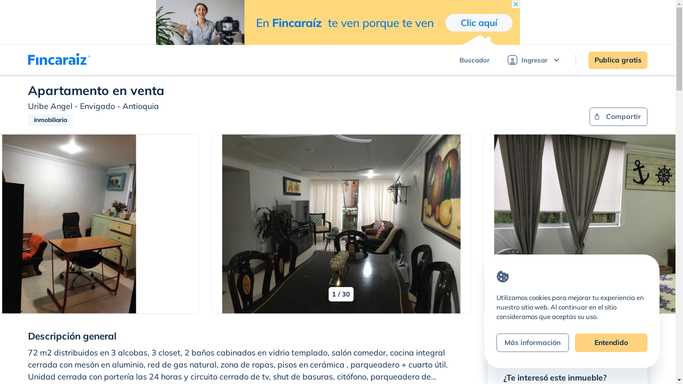 En Fincaraíz te ven porque te ven
Clic aquí
Fincaraiz
Buscador
Ingresar
Publica gratis
Apartamento en venta
Uribe Angel - Envigado - Antioquia
Inmobiliaria
Compartir
1 / 30
Utilizamos cookies para mejorar tu experiencia en
nuestro sitio web. Al continuar en el sitio
consideramos que aceptas su uso.
Más información
Entendido
Descripción general
72 m2 distribuidos en 3 alcobas, 3 closet, 2 baños cabinados en vidrio templado, salón comedor, cocina integral
cerrada con mesón en aluminio, red de gas natural, zona de ropas, pisos en cerámica , parqueadero + cuarto útil.
Unidad cerrada con portería las 24 horas y circuito cerrado de tv, shut de basuras, citófono, parqueadero de...
¿Te interesó este inmueble?